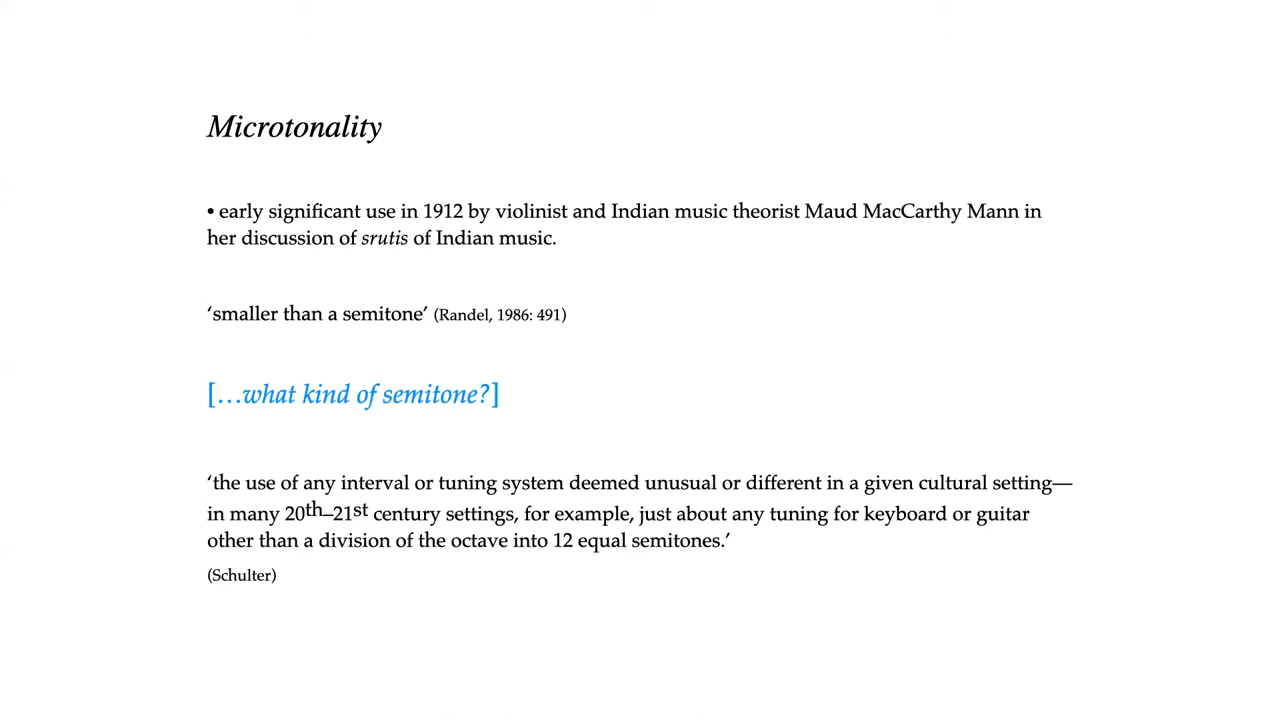 Microtonality
• early significant use in 1912 by violinist and Indian music theorist Maud MacCarthy Mann in
her discussion of srutis of Indian music.
‘smaller than a semitone’ (Randel, 1986: 491)
[…what kind of semitone?]
‘the use of any interval or tuning system deemed unusual or different in a given cultural setting—
in many 20th–21st century settings, for example, just about any tuning for keyboard or guitar
other than a division of the octave into 12 equal semitones.’
(Schulter)